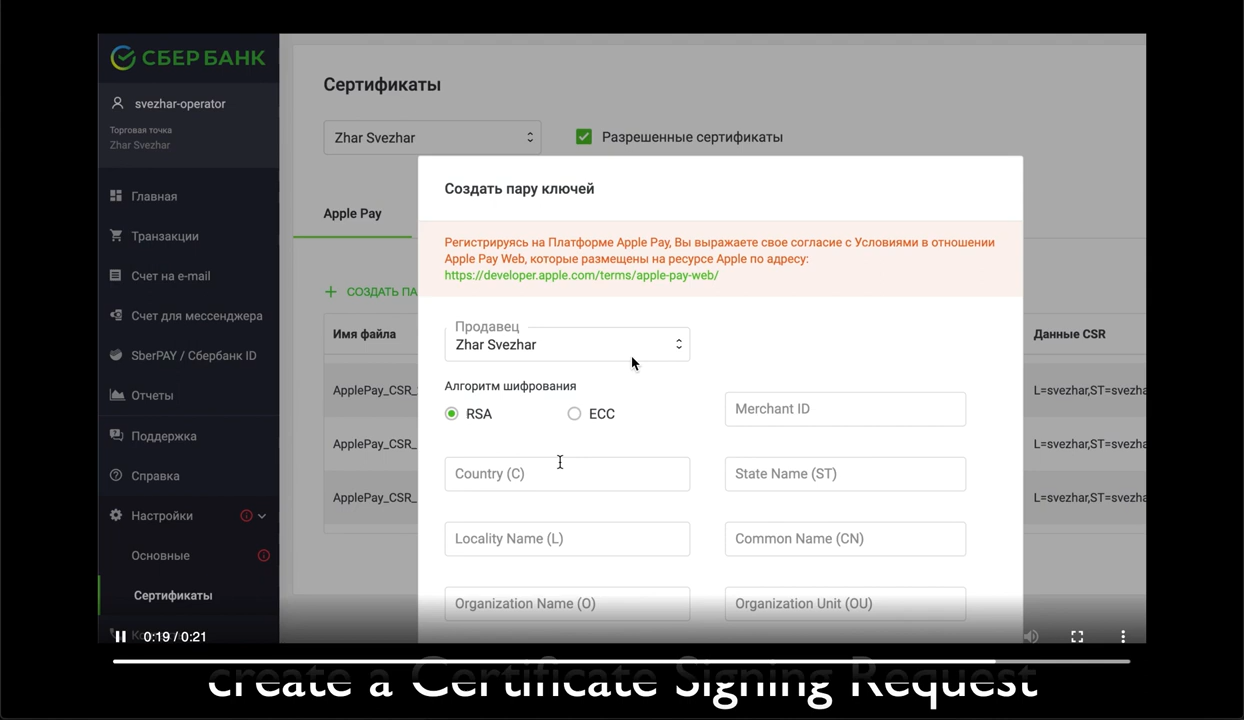 СБЕР БАНК
svezhar-operator
Торговая точка
Zhar Svezhar
Главная
Транзакции
Счет на e-mail
Счет для мессенджера
SberPAY / Сбербанк ID
Отчеты
Поддержка
Справка
Настройки
Основные
Сертификаты
Сертификаты
Zhar Svezhar
Разрешенные сертификаты
Apple Pay
+ СОЗДАТЬ ПА
Имя файла
Данные CSR
ApplePay_CSR_
L=svezhar,ST=svezha
ApplePay_CSR_
L=svezhar,ST=svezha
ApplePay_CSR_
L=svezhar,ST=svezha
Создать пару ключей
Регистрируясь на Платформе Apple Pay, Вы выражаете свое согласие с Условиями в отношении
Apple Pay Web, которые размещены на ресурсе Apple по адресу:
https://developer.apple.com/terms/apple-pay-web/
Продавец
Zhar Svezhar
Алгоритм шифрования
RSA
ECC
Merchant ID
Country (C)
State Name (ST)
Locality Name (L)
Common Name (CN)
Organization Name (O)
Organization Unit (OU)
0:19 / 0:21
create a Certificate Signing Request